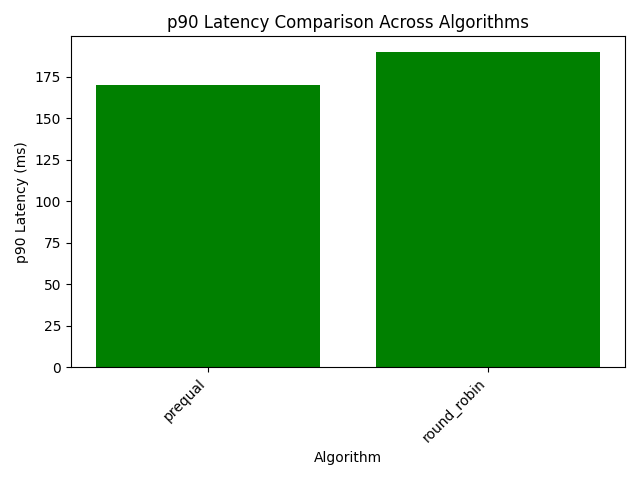 p90 Latency Comparison Across Algorithms
p90 Latency (ms)
175
150
125
100
75
50
25
0
prequal
round_robin
Algorithm